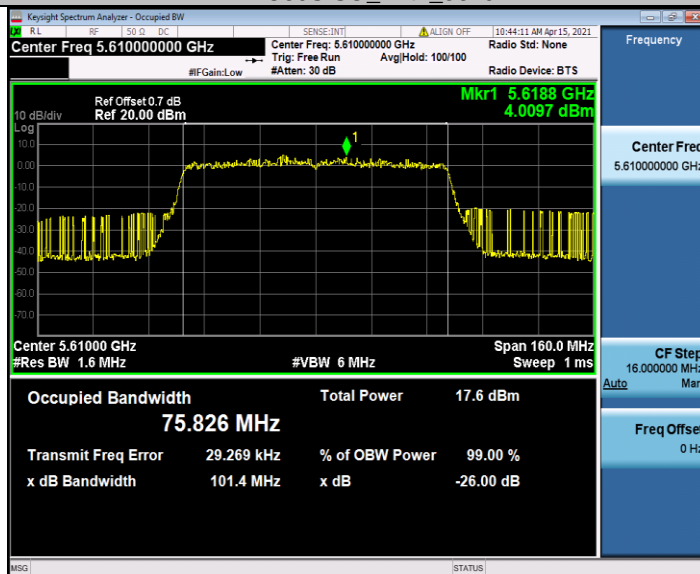 Keysight Spectrum Analyzer - Occupied BW
RL RF 50 Ω DC SENSE:INT ALIGN OFF 10:44:11 AM Apr 15, 2021
Center Freq 5.610000000 GHz
Center Freq: 5.610000000 GHz
Radio Std: None
Trig: Free Run Avg|Hold: 100/100
#IFGain:Low #Atten: 30 dB Radio Device: BTS
Ref Offset 0.7 dB
10 dB/div Ref 20.00 dBm
Mkr1 5.6188 GHz
4.0097 dBm
Log
1
10.0
0.00
-10.0
-20.0
-30.0
-40.0
-50.0
-60.0
-70.0
Center 5.61000 GHz Span 160.0 MHz
#Res BW 1.6 MHz #VBW 6 MHz Sweep 1 ms
Occupied Bandwidth Total Power 17.6 dBm
75.826 MHz
Transmit Freq Error 29.269 kHz % of OBW Power 99.00 %
x dB Bandwidth 101.4 MHz x dB -26.00 dB
MSG STATUS
Frequency
Center Freq
5.610000000 GHz
CF Step
16.000000 MHz
Auto Man
Freq Offset
0 Hz